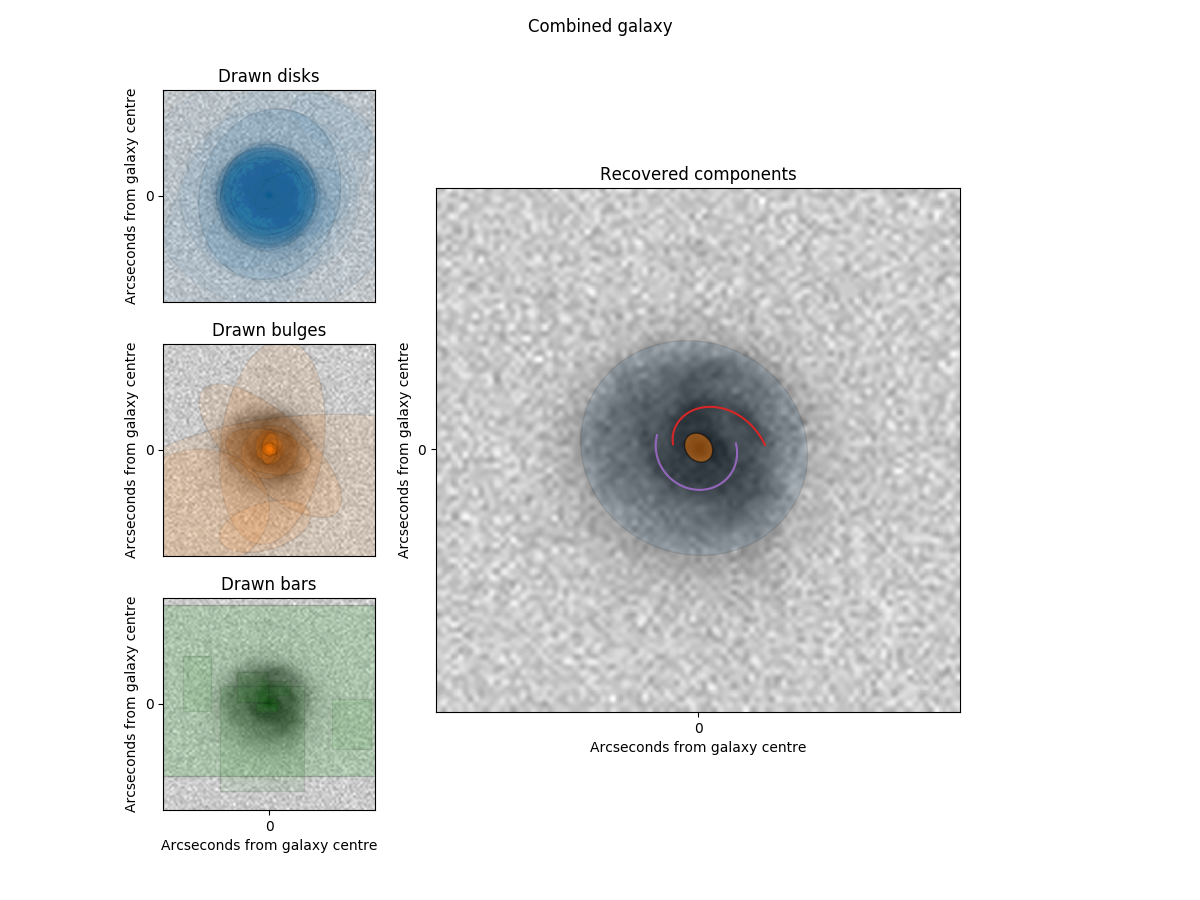 Combined galaxy
Drawn disks
Arcseconds from galaxy centre
0
Drawn bulges
Arcseconds from galaxy centre
0
Drawn bars
Arcseconds from galaxy centre
0
0
Arcseconds from galaxy centre
Recovered components
Arcseconds from galaxy centre
0
0
Arcseconds from galaxy centre